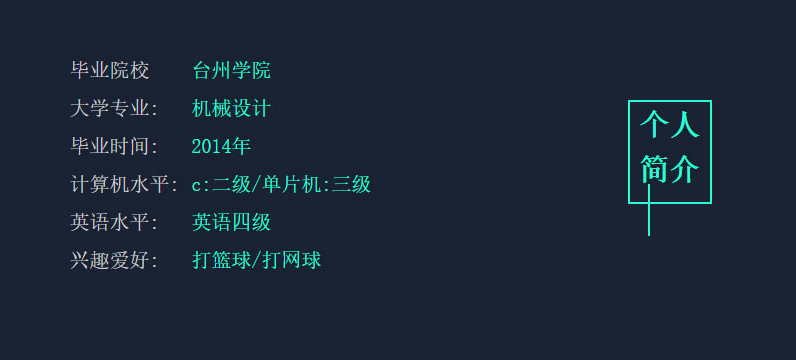 毕业院校 台州学院
大学专业: 机械设计
毕业时间: 2014年
计算机水平: c:二级/单片机:三级
英语水平: 英语四级
兴趣爱好: 打篮球/打网球
个人
简介